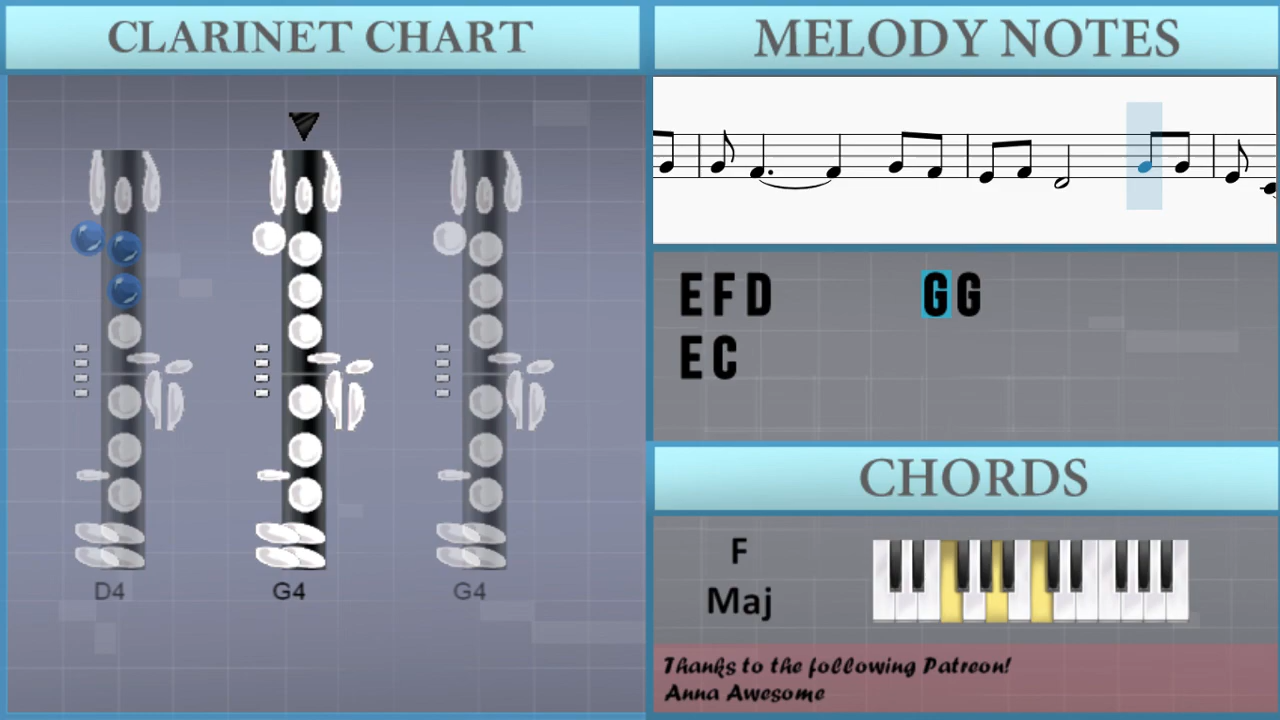 CLARINET CHART
D4 G4 G4
MELODY NOTES
E F D G G
E C
CHORDS
F
Maj
Thanks to the following Patreon!
Anna Awesome